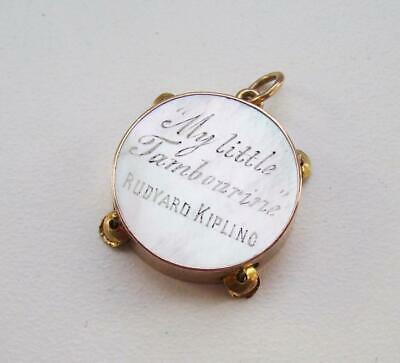 "My little
Tambourine"
RUDYARD KIPLING